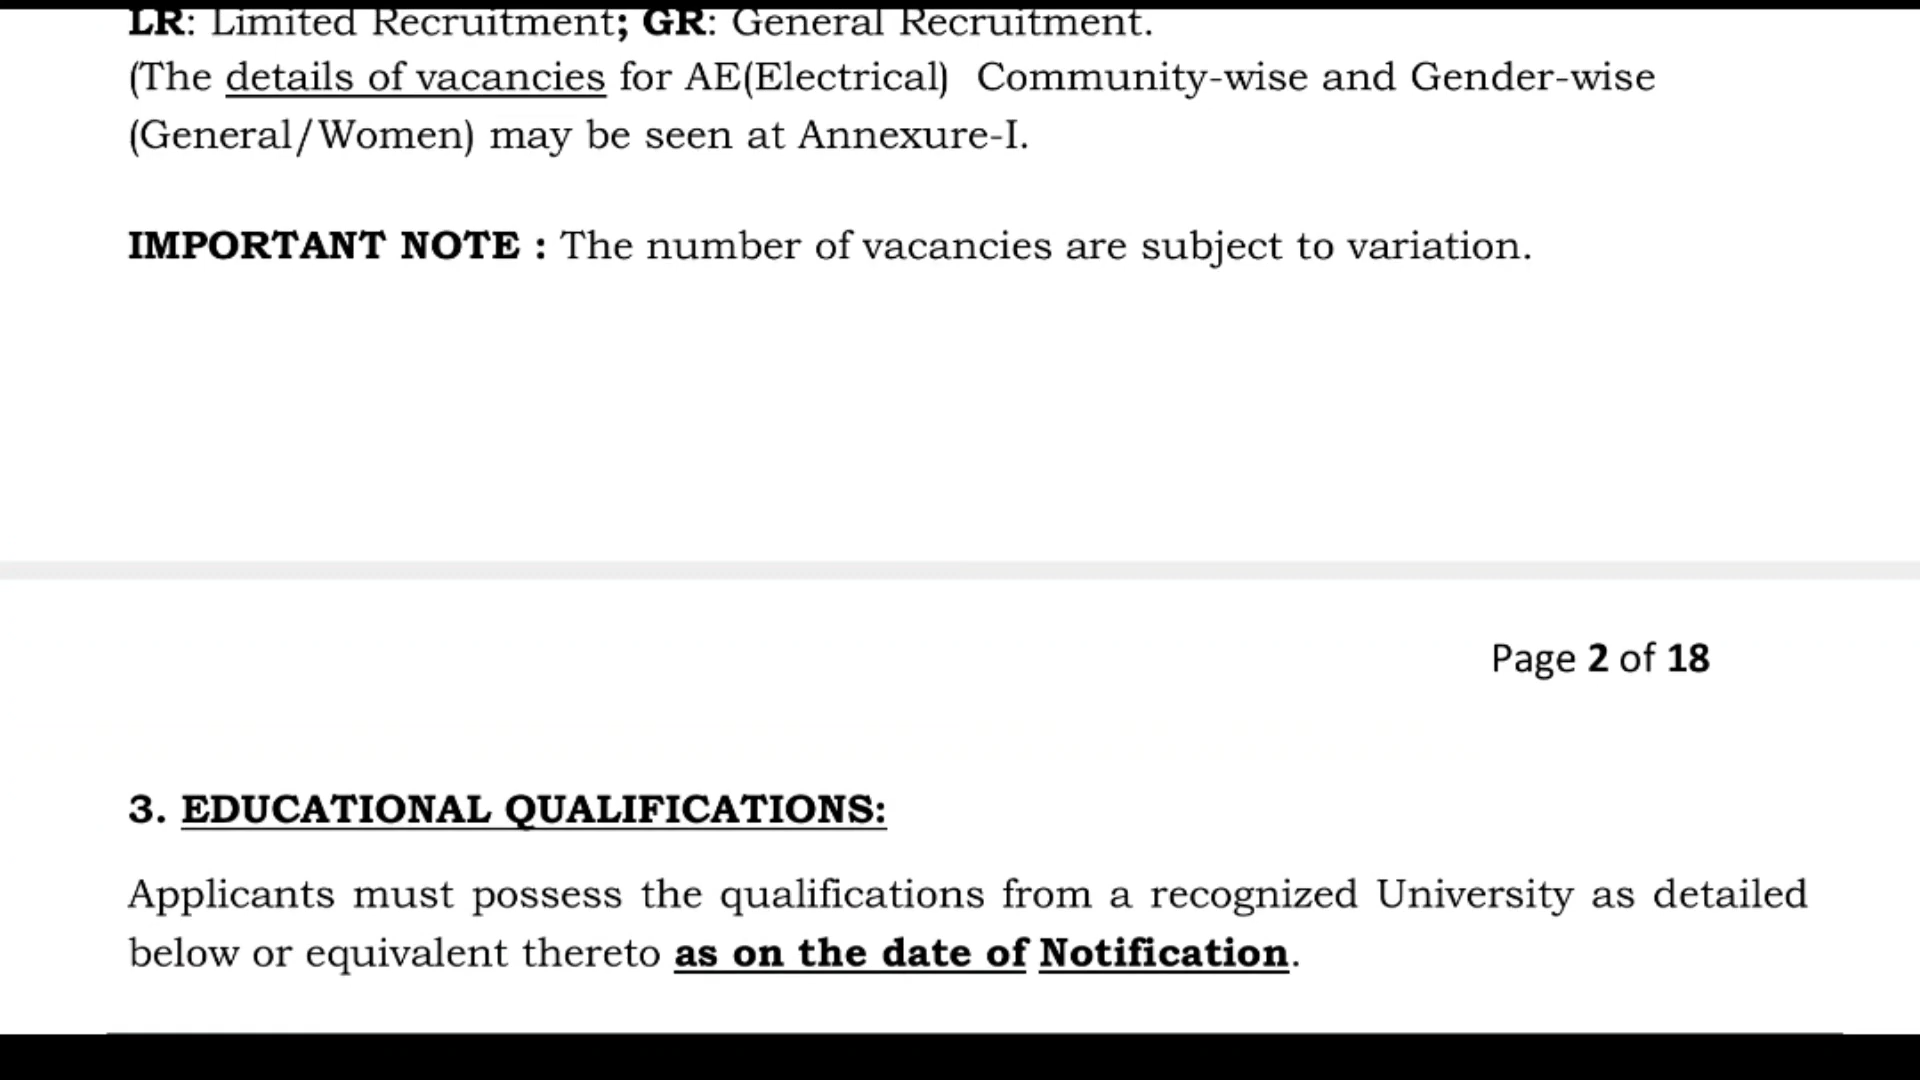 LR: Limited Recruitment; GR: General Recruitment.
(The details of vacancies for AE(Electrical) Community-wise and Gender-wise
(General/Women) may be seen at Annexure-I.
IMPORTANT NOTE : The number of vacancies are subject to variation.
Page 2 of 18
3. EDUCATIONAL QUALIFICATIONS:
Applicants must possess the qualifications from a recognized University as detailed
below or equivalent thereto as on the date of Notification.